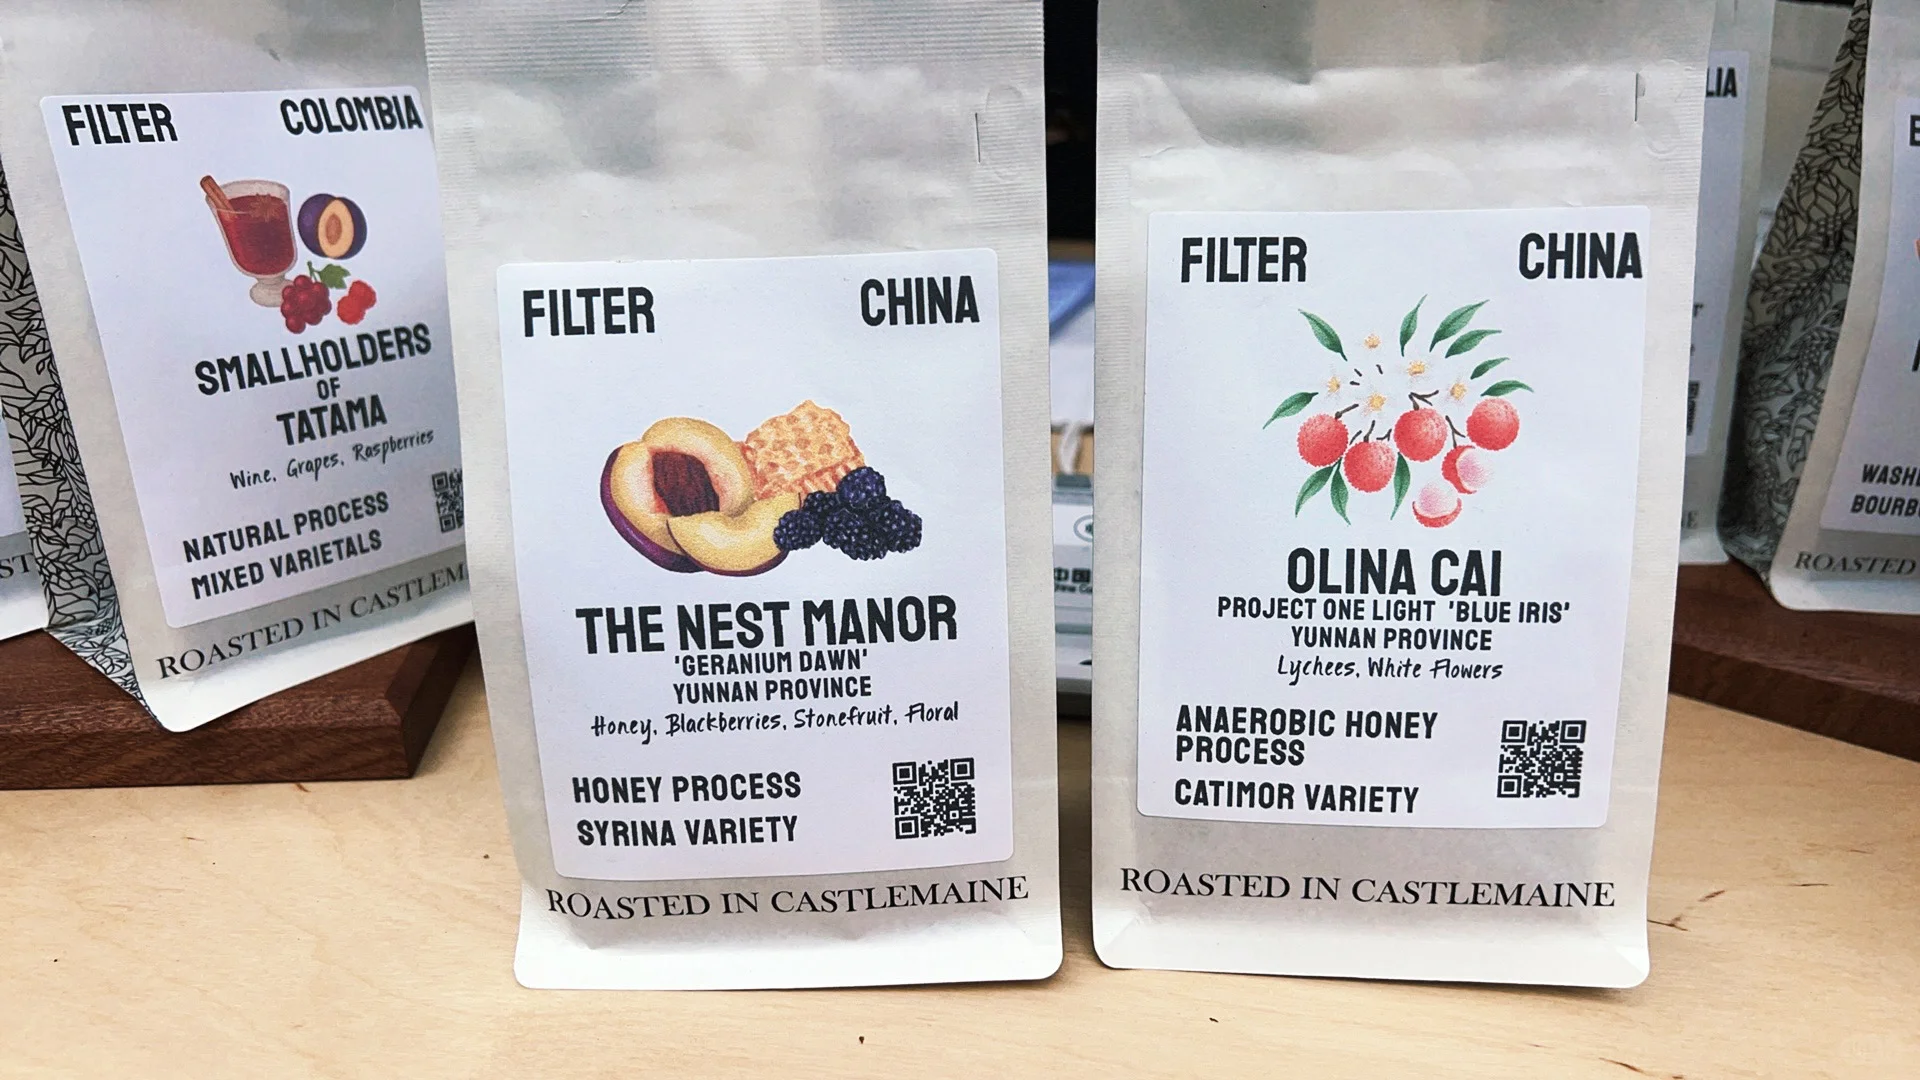 FILTER COLOMBIA
SMALLHOLDERS
OF
TATAMA
Wine, Grapes, Raspberries
NATURAL PROCESS
MIXED VARIETALS
ROASTED IN
FILTER CHINA
THE NEST MANOR
'GERANIUM DAWN'
YUNNAN PROVINCE
Honey, Blackberries, Stonefruit, Floral
HONEY PROCESS
SYRINA VARIETY
ROASTED IN CASTLEMAINE
FILTER CHINA
OLINA CAI
PROJECT ONE LIGHT 'BLUE IRIS'
YUNNAN PROVINCE
Lychees, White Flowers
ANAEROBIC HONEY
PROCESS
CATIMOR VARIETY
ROASTED IN CASTLEMAINE
ROASTED